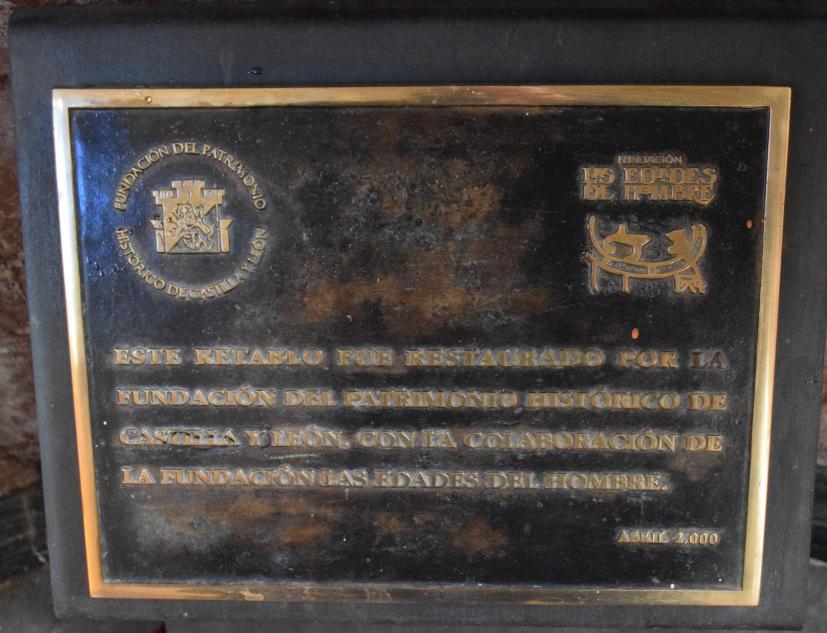 FUNDACIÓN DEL PATRIMONIO
HISTÓRICO DE CASTILLA Y LEÓN
FUNDACIÓN
LAS EDADES
DEL HOMBRE
ESTE RETABLO FUE RESTAURADO POR LA
FUNDACIÓN DEL PATRIMONIO HISTÓRICO DE
CASTILLA Y LEÓN, CON LA COLABORACIÓN DE
LA FUNDACIÓN LAS EDADES DEL HOMBRE.
ABRIL 2.000